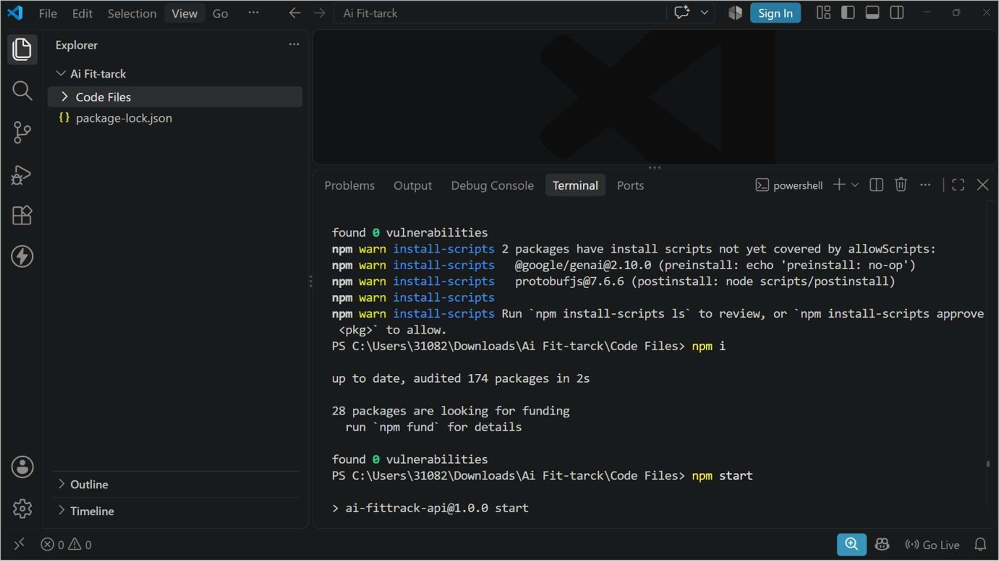 File Edit Selection View Go ··· Ai Fit-tarck Sign In
Explorer ···
Ai Fit-tarck
Code Files
{} package-lock.json
Problems Output Debug Console Terminal Ports powershell
found 0 vulnerabilities
npm warn install-scripts 2 packages have install scripts not yet covered by allowScripts:
npm warn install-scripts   @google/genai@2.10.0 (preinstall: echo 'preinstall: no-op')
npm warn install-scripts   protobufjs@7.6.6 (postinstall: node scripts/postinstall)
npm warn install-scripts
npm warn install-scripts Run `npm install-scripts ls` to review, or `npm install-scripts approve
<pkg>` to allow.
PS C:\Users\31082\Downloads\Ai Fit-tarck\Code Files> npm i
up to date, audited 174 packages in 2s
28 packages are looking for funding
run `npm fund` for details
found 0 vulnerabilities
PS C:\Users\31082\Downloads\Ai Fit-tarck\Code Files> npm start
> ai-fittrack-api@1.0.0 start
Outline
Timeline
0 0 Go Live